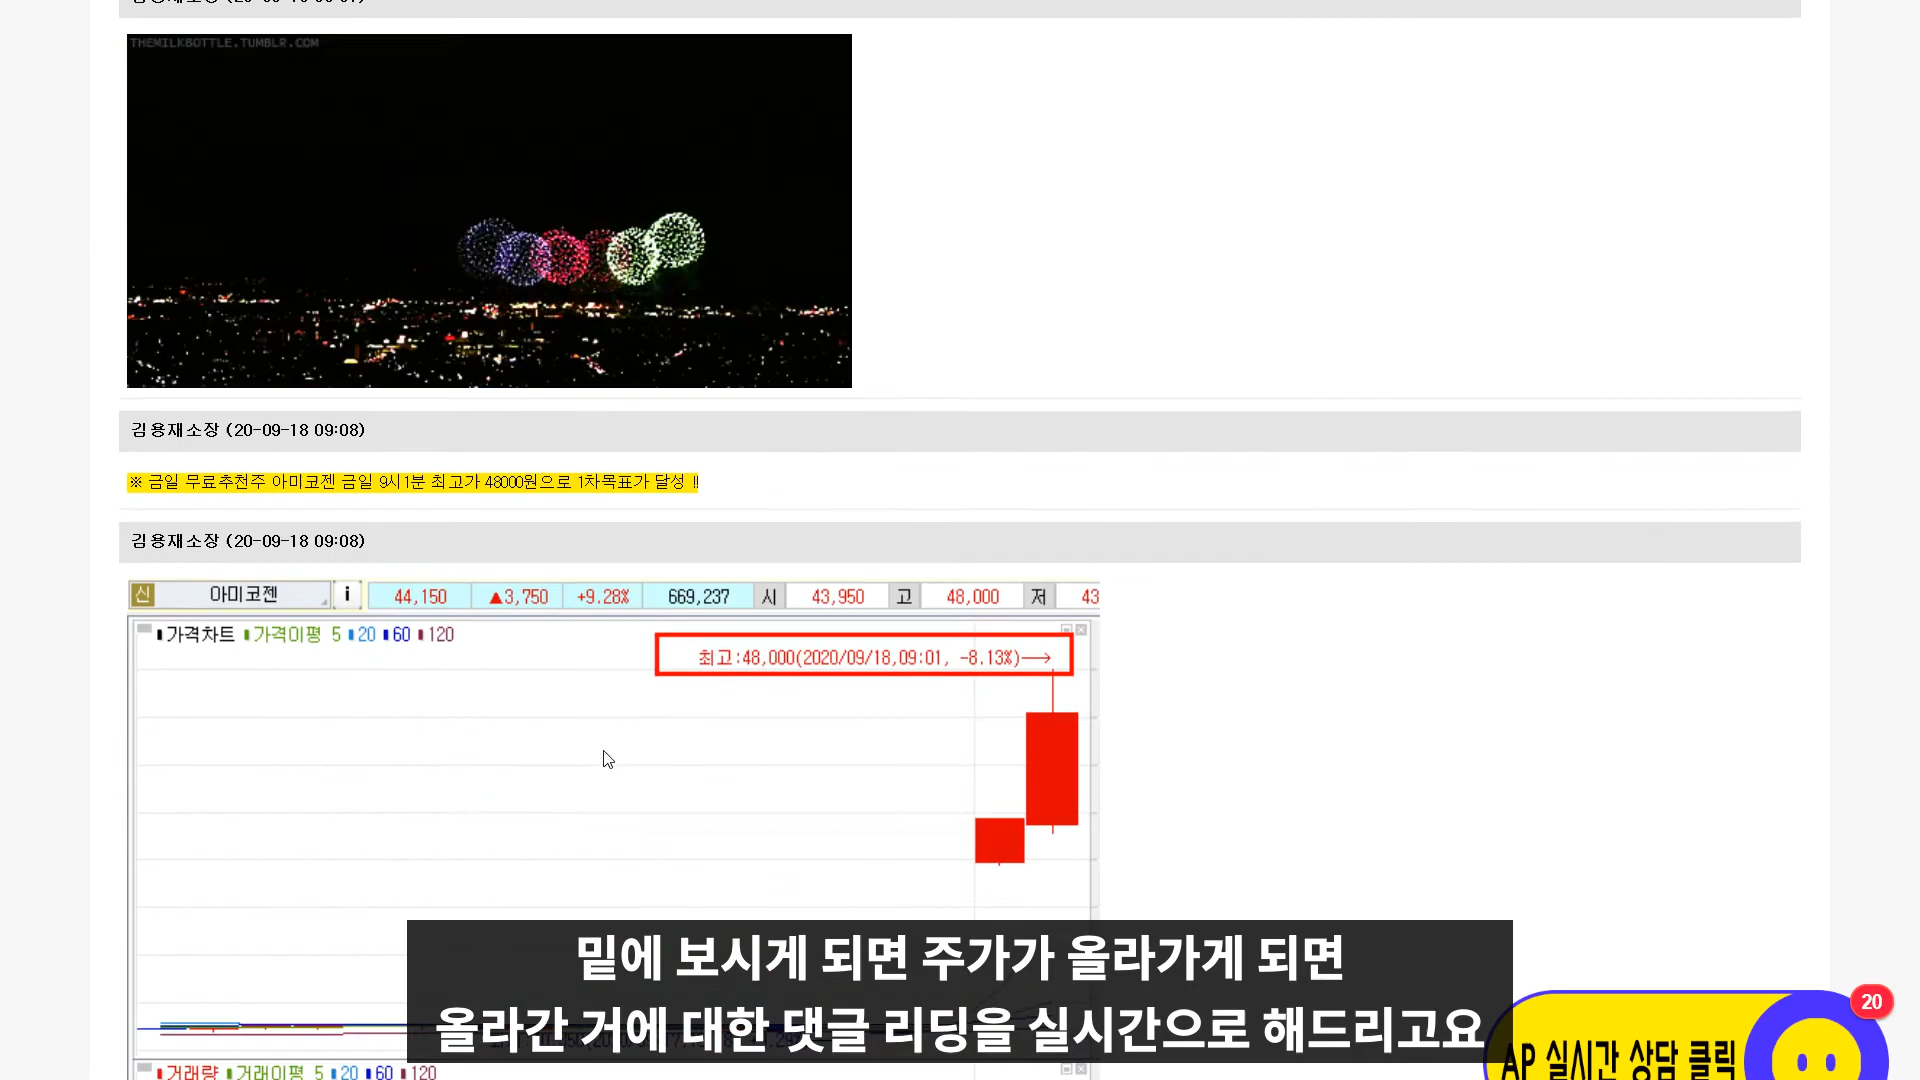 THEMILKBOTTLE.TUMBLR.COM
김용재소장 (20-09-18 09:08)
※ 금일 무료추천주 아미코젠 금일 9시1분 최고가 48000원으로 1차목표가 달성 !!
김용재소장 (20-09-18 09:08)
신 아미코젠 i 44,150 ▲3,750 +9.28% 669,237 시 43,950 고 48,000 저 43
가격차트 가격이평 5 20 60 120
최고:48,000(2020/09/18,09:01, -8.13%)→
밑에 보시게 되면 주가가 올라가게 되면
올라간 거에 대한 댓글 리딩을 실시간으로 해드리고요
20
AP 실시간 상담 클릭
거래량 거래이평 5 20 60 120